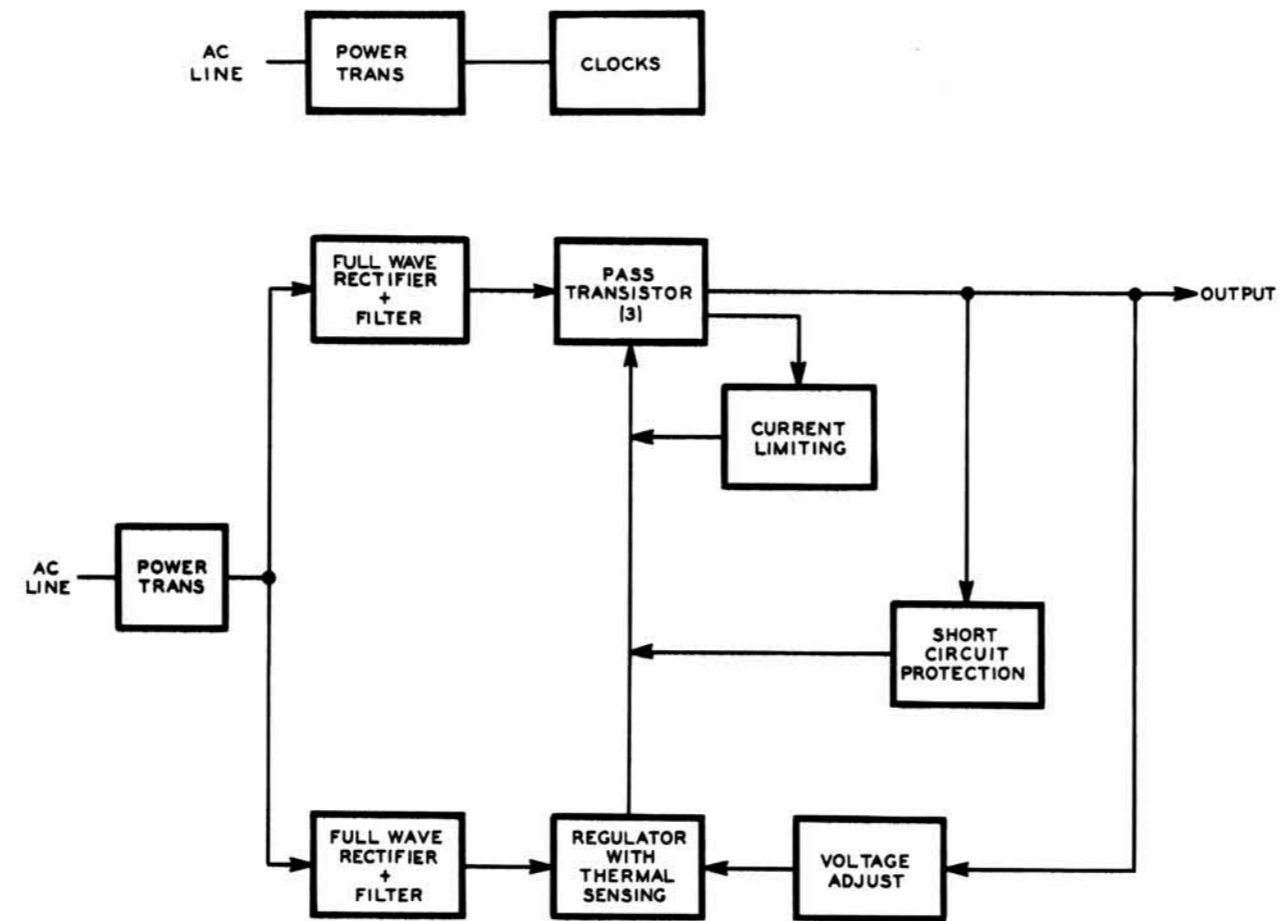 AC
LINE
POWER
TRANS
CLOCKS
FULL WAVE
RECTIFIER
+
FILTER
PASS
TRANSISTOR
(3)
OUTPUT
CURRENT
LIMITING
AC
LINE
POWER
TRANS
SHORT
CIRCUIT
PROTECTION
FULL WAVE
RECTIFIER
+
FILTER
REGULATOR
WITH
THERMAL
SENSING
VOLTAGE
ADJUST